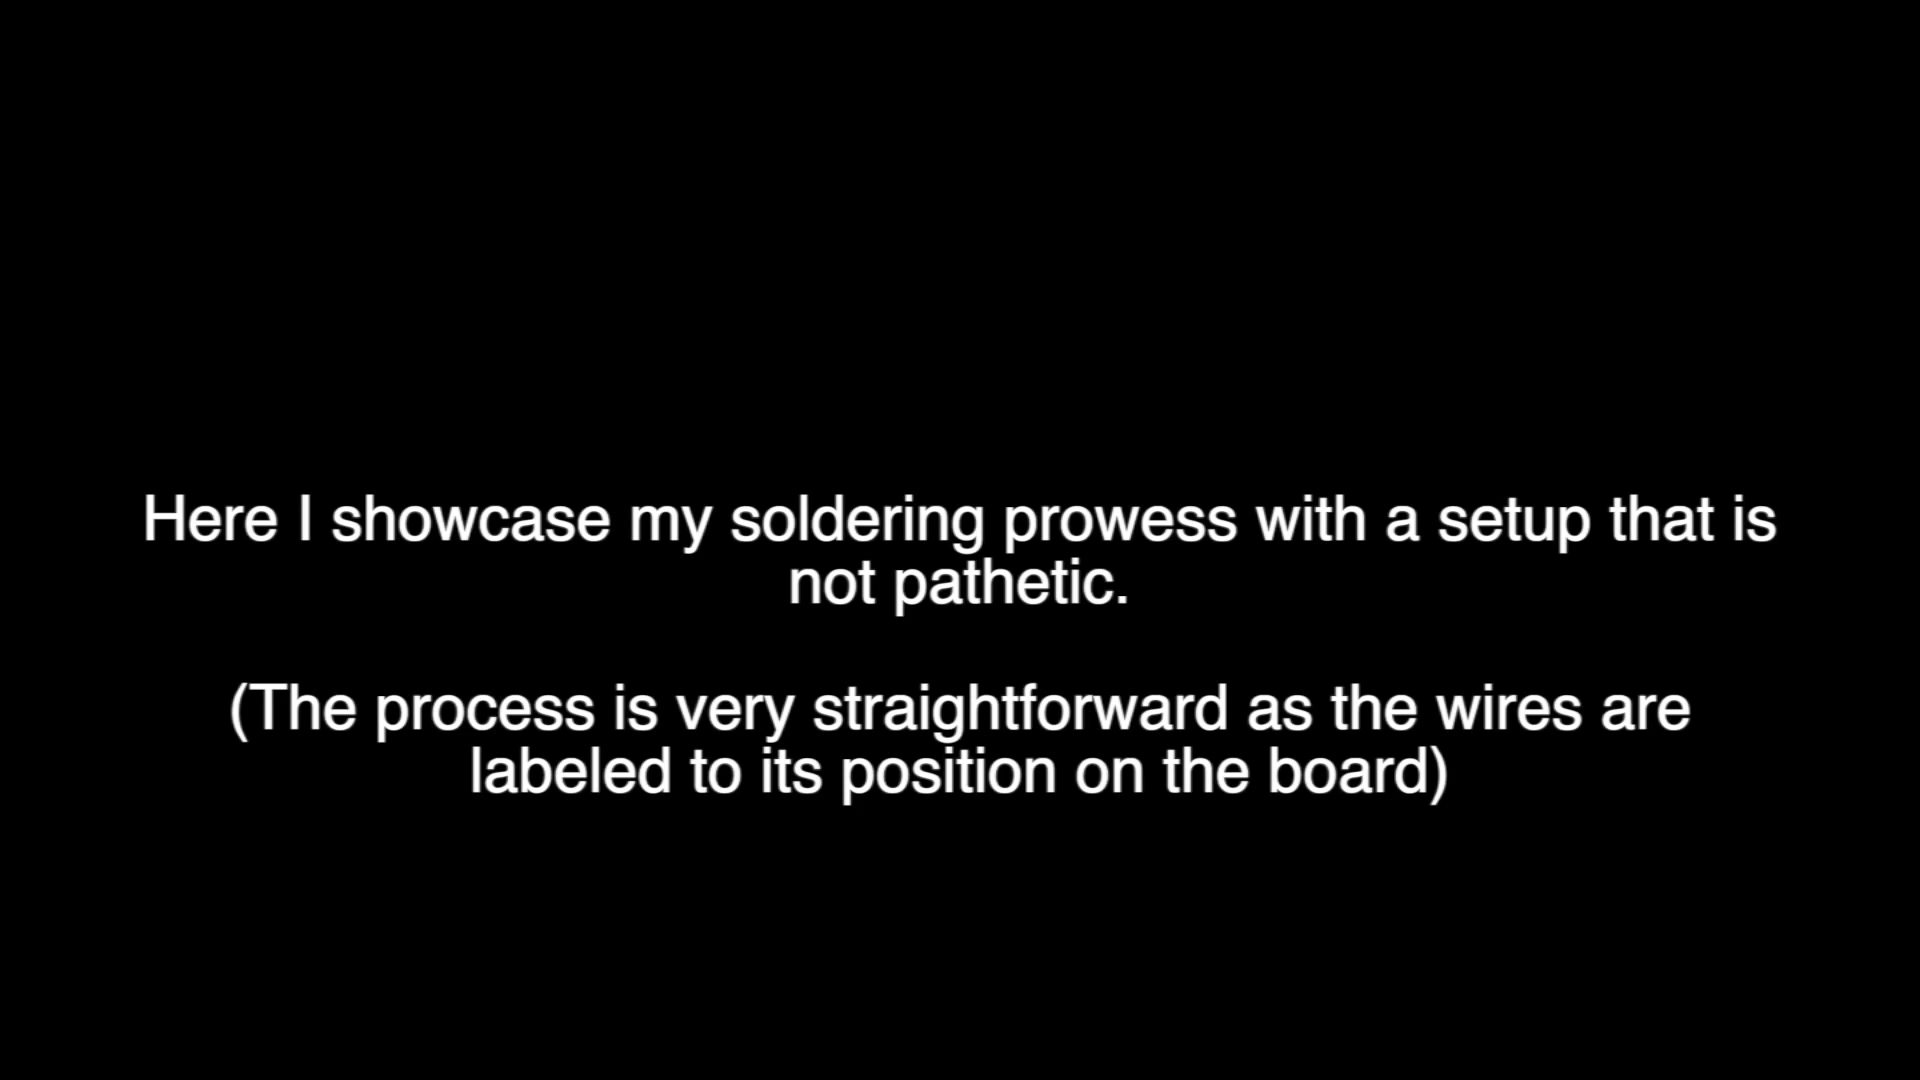 Here I showcase my soldering prowess with a setup that is
not pathetic.
(The process is very straightforward as the wires are
labeled to its position on the board)